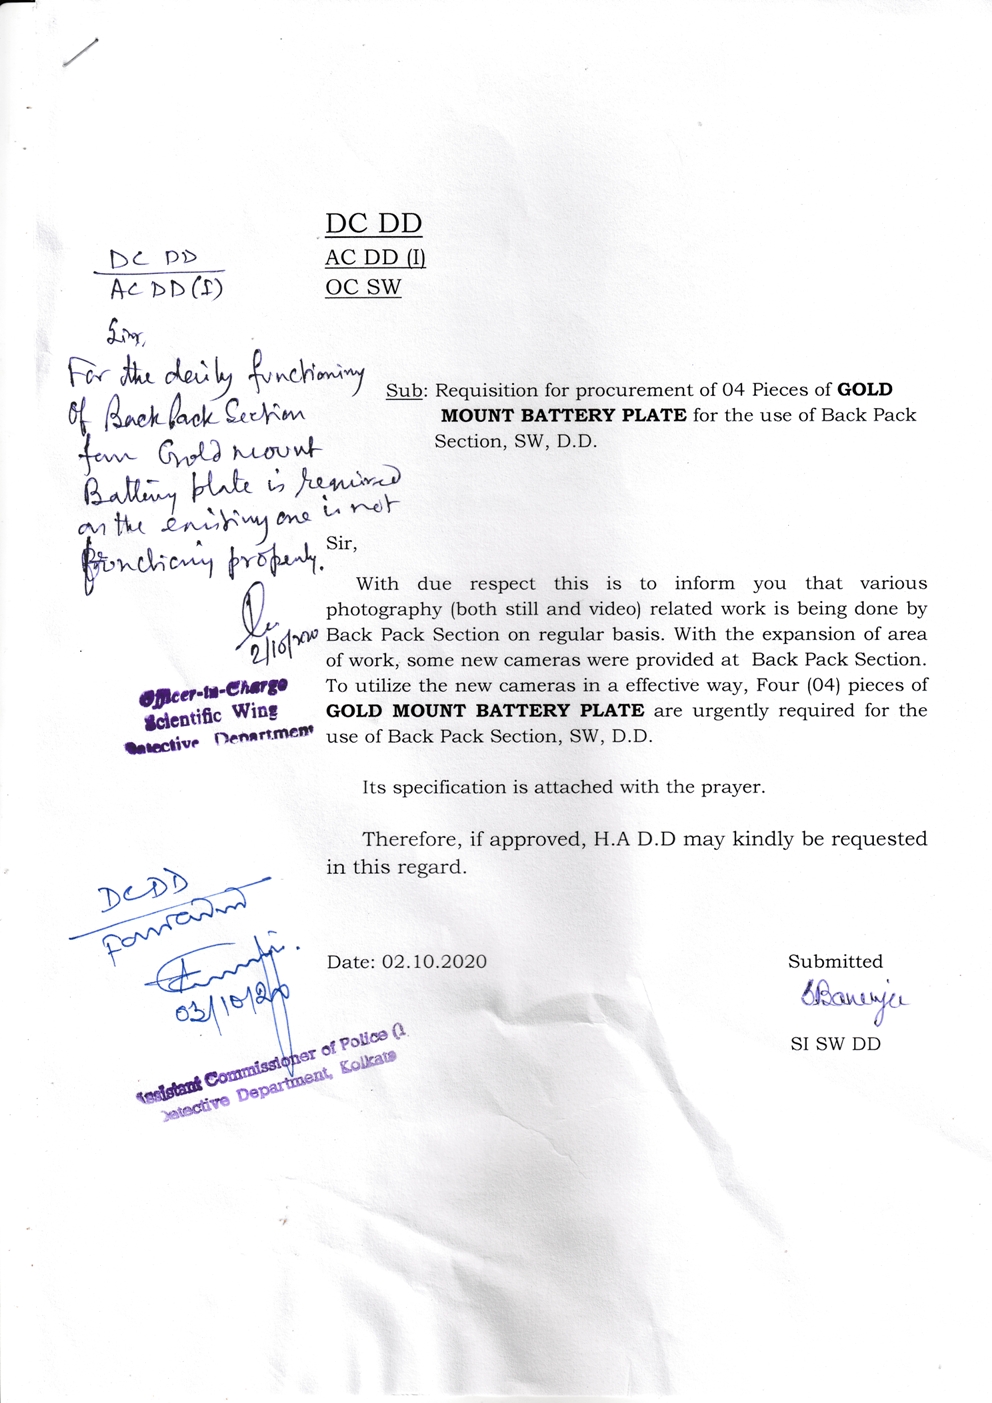 DC DD
AC DD (I)
OC SW
DC DD
AC DD (I)
Sir,
For the daily functioning
of Back Pack Section
four Gold mount
Battery plate is required
as the existing one is not
functioning properly.
2/10/2020
Officer-in-Charge
Scientific Wing
Detective Department
Sub: Requisition for procurement of 04 Pieces of GOLD
MOUNT BATTERY PLATE for the use of Back Pack
Section, SW, D.D.
Sir,
With due respect this is to inform you that various
photography (both still and video) related work is being done by
Back Pack Section on regular basis. With the expansion of area
of work, some new cameras were provided at Back Pack Section.
To utilize the new cameras in a effective way, Four (04) pieces of
GOLD MOUNT BATTERY PLATE are urgently required for the
use of Back Pack Section, SW, D.D.
Its specification is attached with the prayer.
Therefore, if approved, H.A D.D may kindly be requested
in this regard.
DCDD
Forwarded
03/10/20
Assistant Commissioner of Police (I
Detective Department, Kolkata
Date: 02.10.2020
Submitted
SBanerjee
SI SW DD